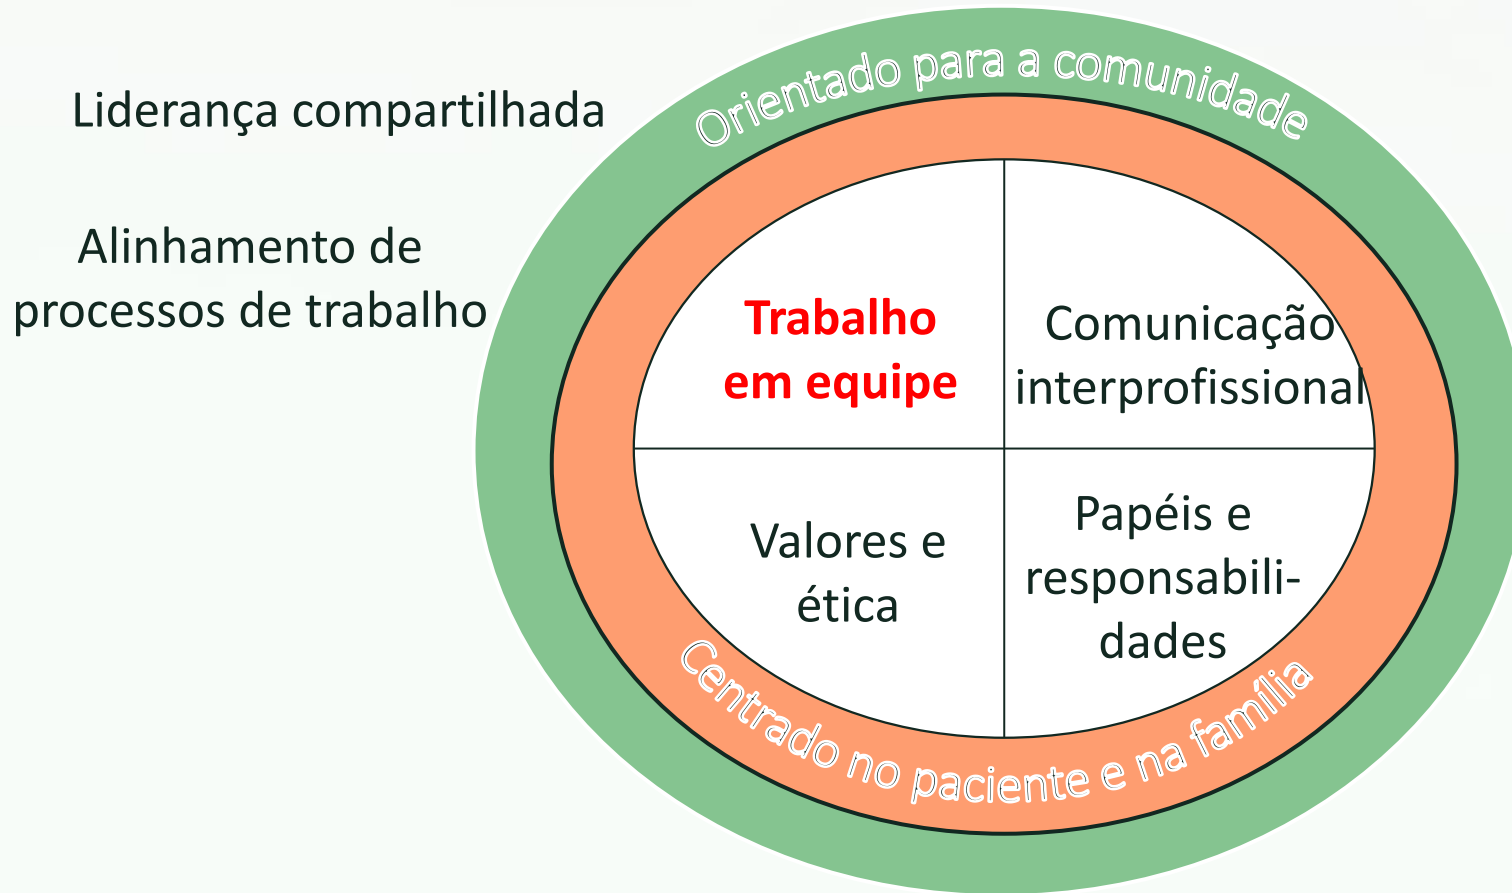 Liderança compartilhada
Alinhamento de
processos de trabalho
Orientado para a comunidade
Trabalho
em equipe
Comunicação
interprofissional
Valores e
ética
Papéis e
responsabili-
dades
Centrado no paciente e na família